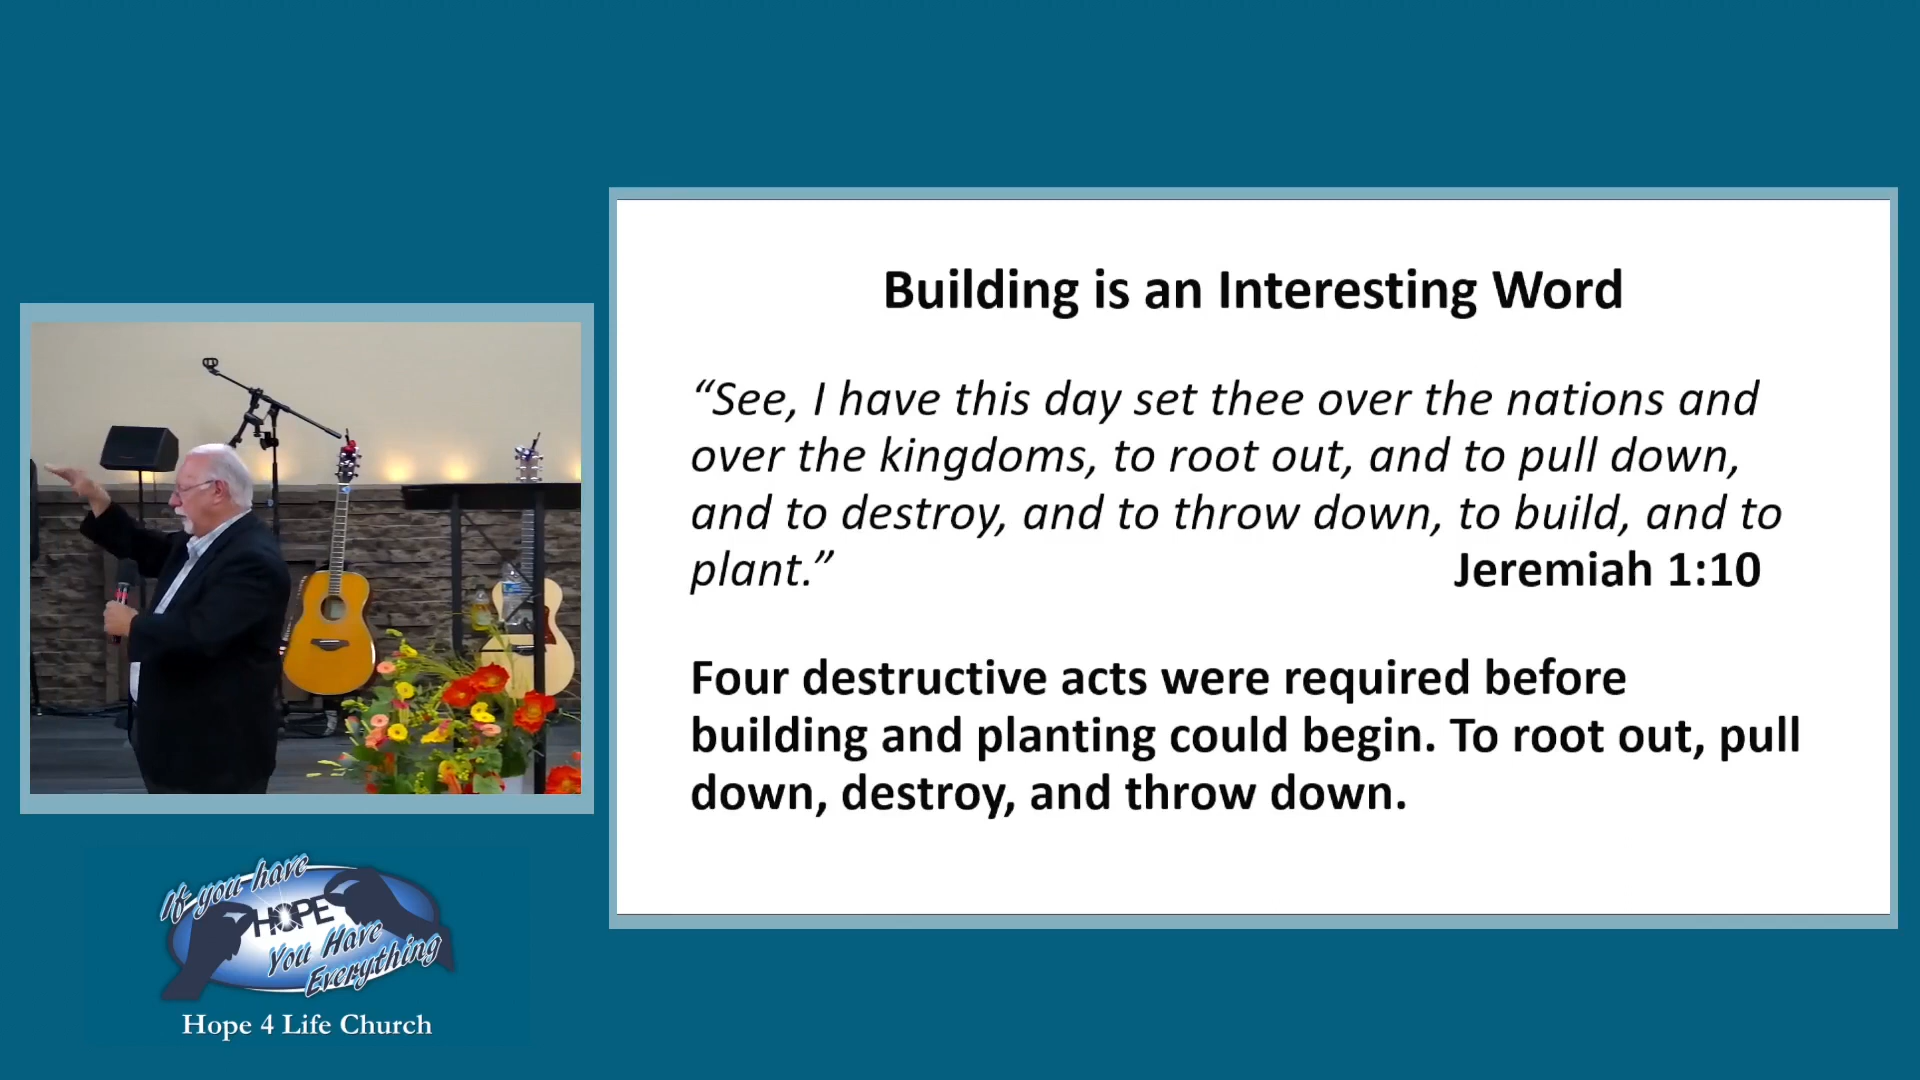 Building is an Interesting Word
“See, I have this day set thee over the nations and
over the kingdoms, to root out, and to pull down,
and to destroy, and to throw down, to build, and to
plant.” Jeremiah 1:10
Four destructive acts were required before
building and planting could begin. To root out, pull
down, destroy, and throw down.
If you have
HOPE
You Have
Everything
Hope 4 Life Church